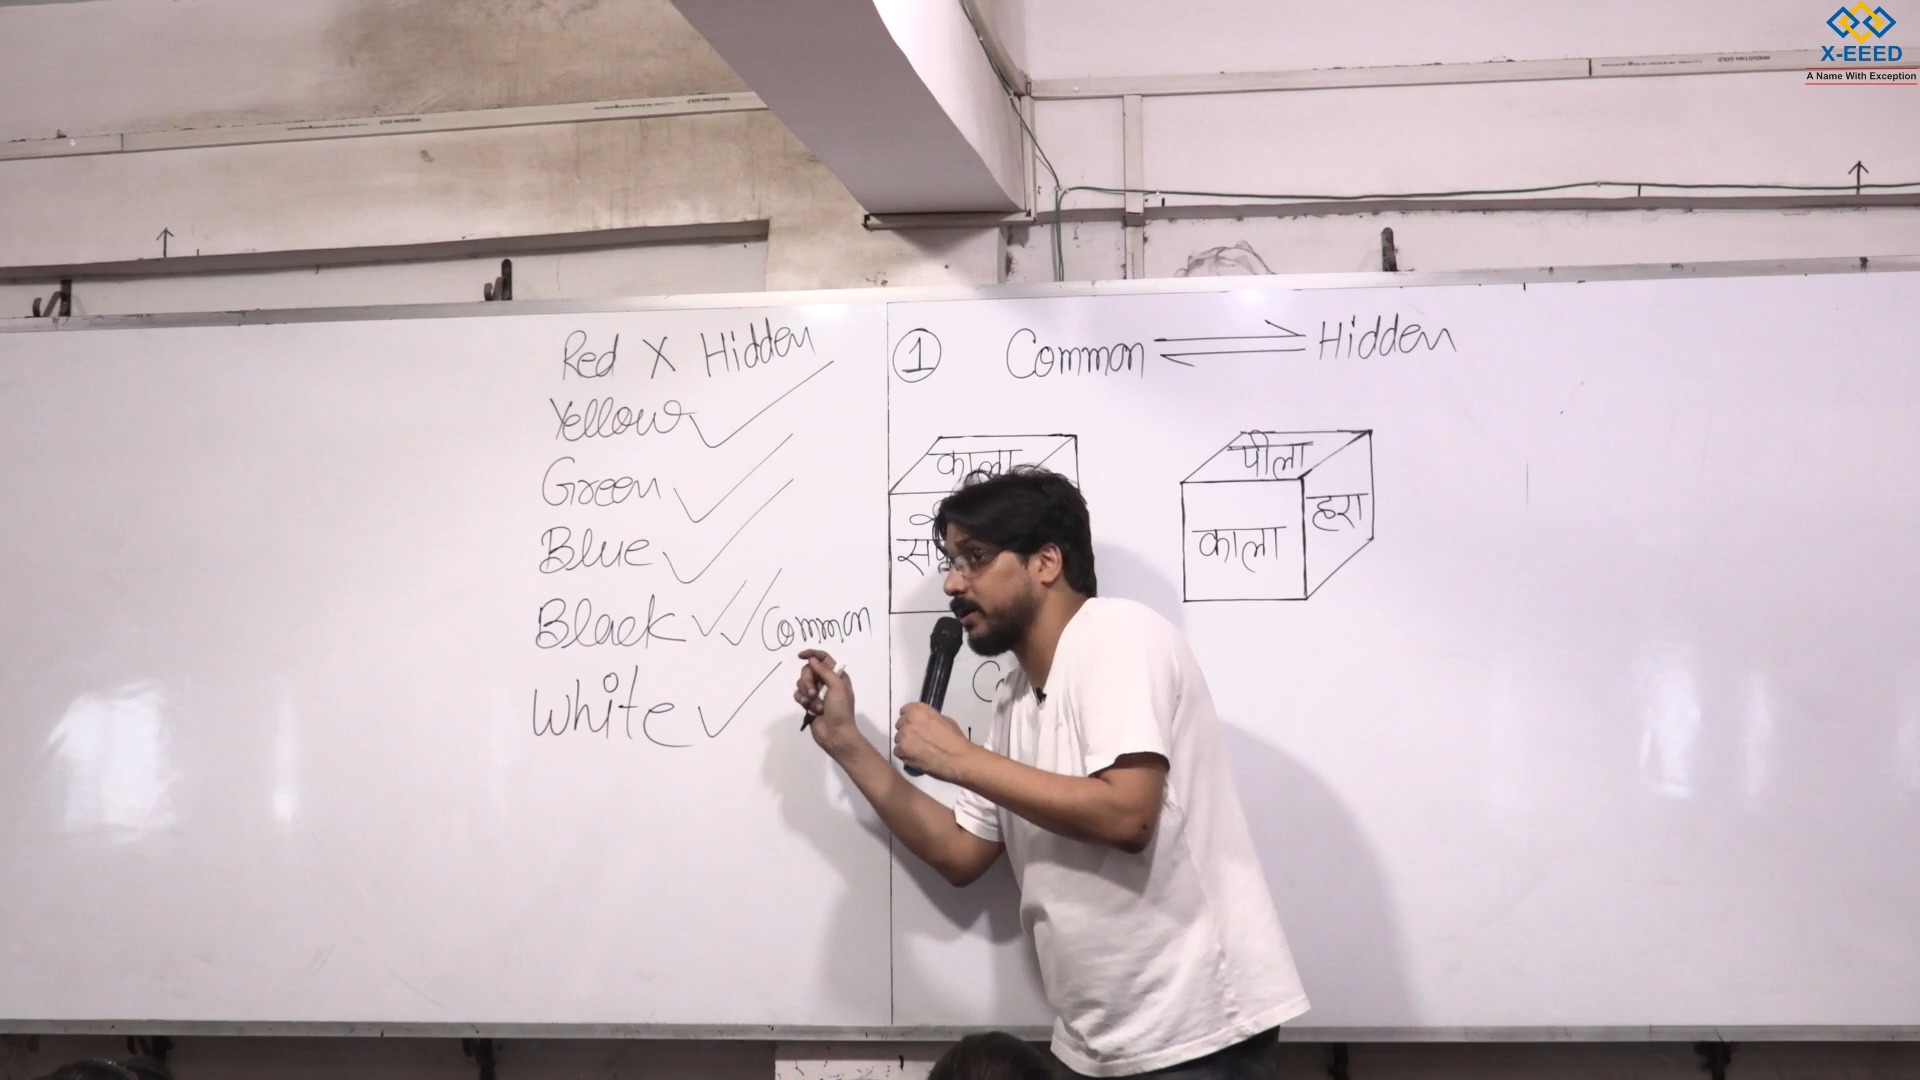 X-EEED
A Name With Exception
Red X Hidden
Yellow
Green
Blue
Black Common
White
1 Common Hidden
काला
काला
पीला
हरा